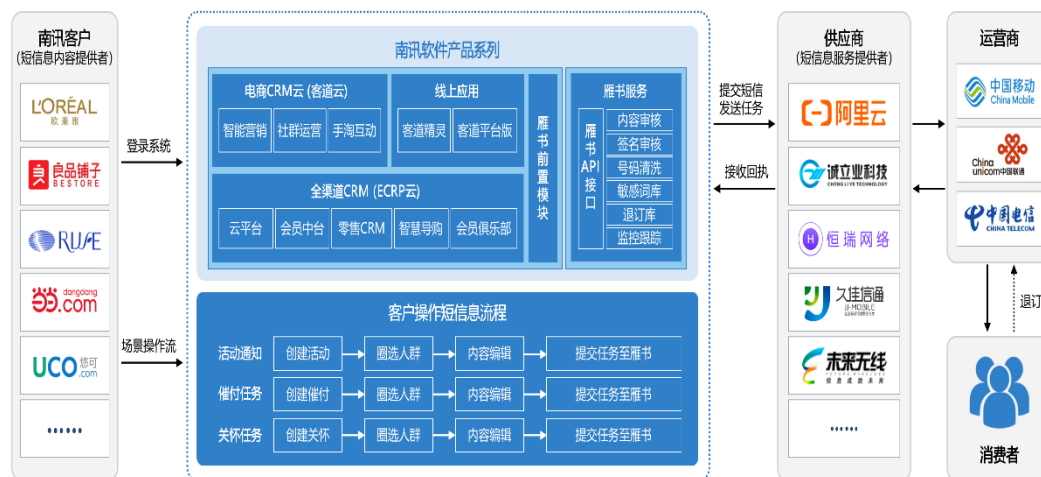 南讯客户
(短信息内容提供者)
L'ORÉAL
欧莱雅
良品铺子
BESTORE
dangdang
当当.com
UCO.com
悠可
......
登录系统
场景操作流
南讯软件产品系列
电商CRM云 (客道云)
智能营销
社群运营
手淘互动
线上应用
客道精灵
客道平台版
全渠道CRM (ECRP云)
云平台
会员中台
零售CRM
智慧导购
会员俱乐部
雁书前置模块
雁书服务
雁书API接口
内容审核
签名审核
号码清洗
敏感词库
退订库
监控跟踪
客户操作短信息流程
活动通知
创建活动
圈选人群
内容编辑
提交任务至雁书
催付任务
创建催付
圈选人群
内容编辑
提交任务至雁书
关怀任务
创建关怀
圈选人群
内容编辑
提交任务至雁书
提交短信
发送任务
接收回执
供应商
(短信息服务提供者)
阿里云
诚立业科技
CHENG LIYE TECHNOLOGY
H
恒瑞网络
久佳信通
JJ-MOBILE
未来无线
FUTURE WIRELESS
信息成就未来
......
运营商
中国移动
China Mobile
China
unicom中国联通
中国电信
CHINA TELECOM
退订
消费者